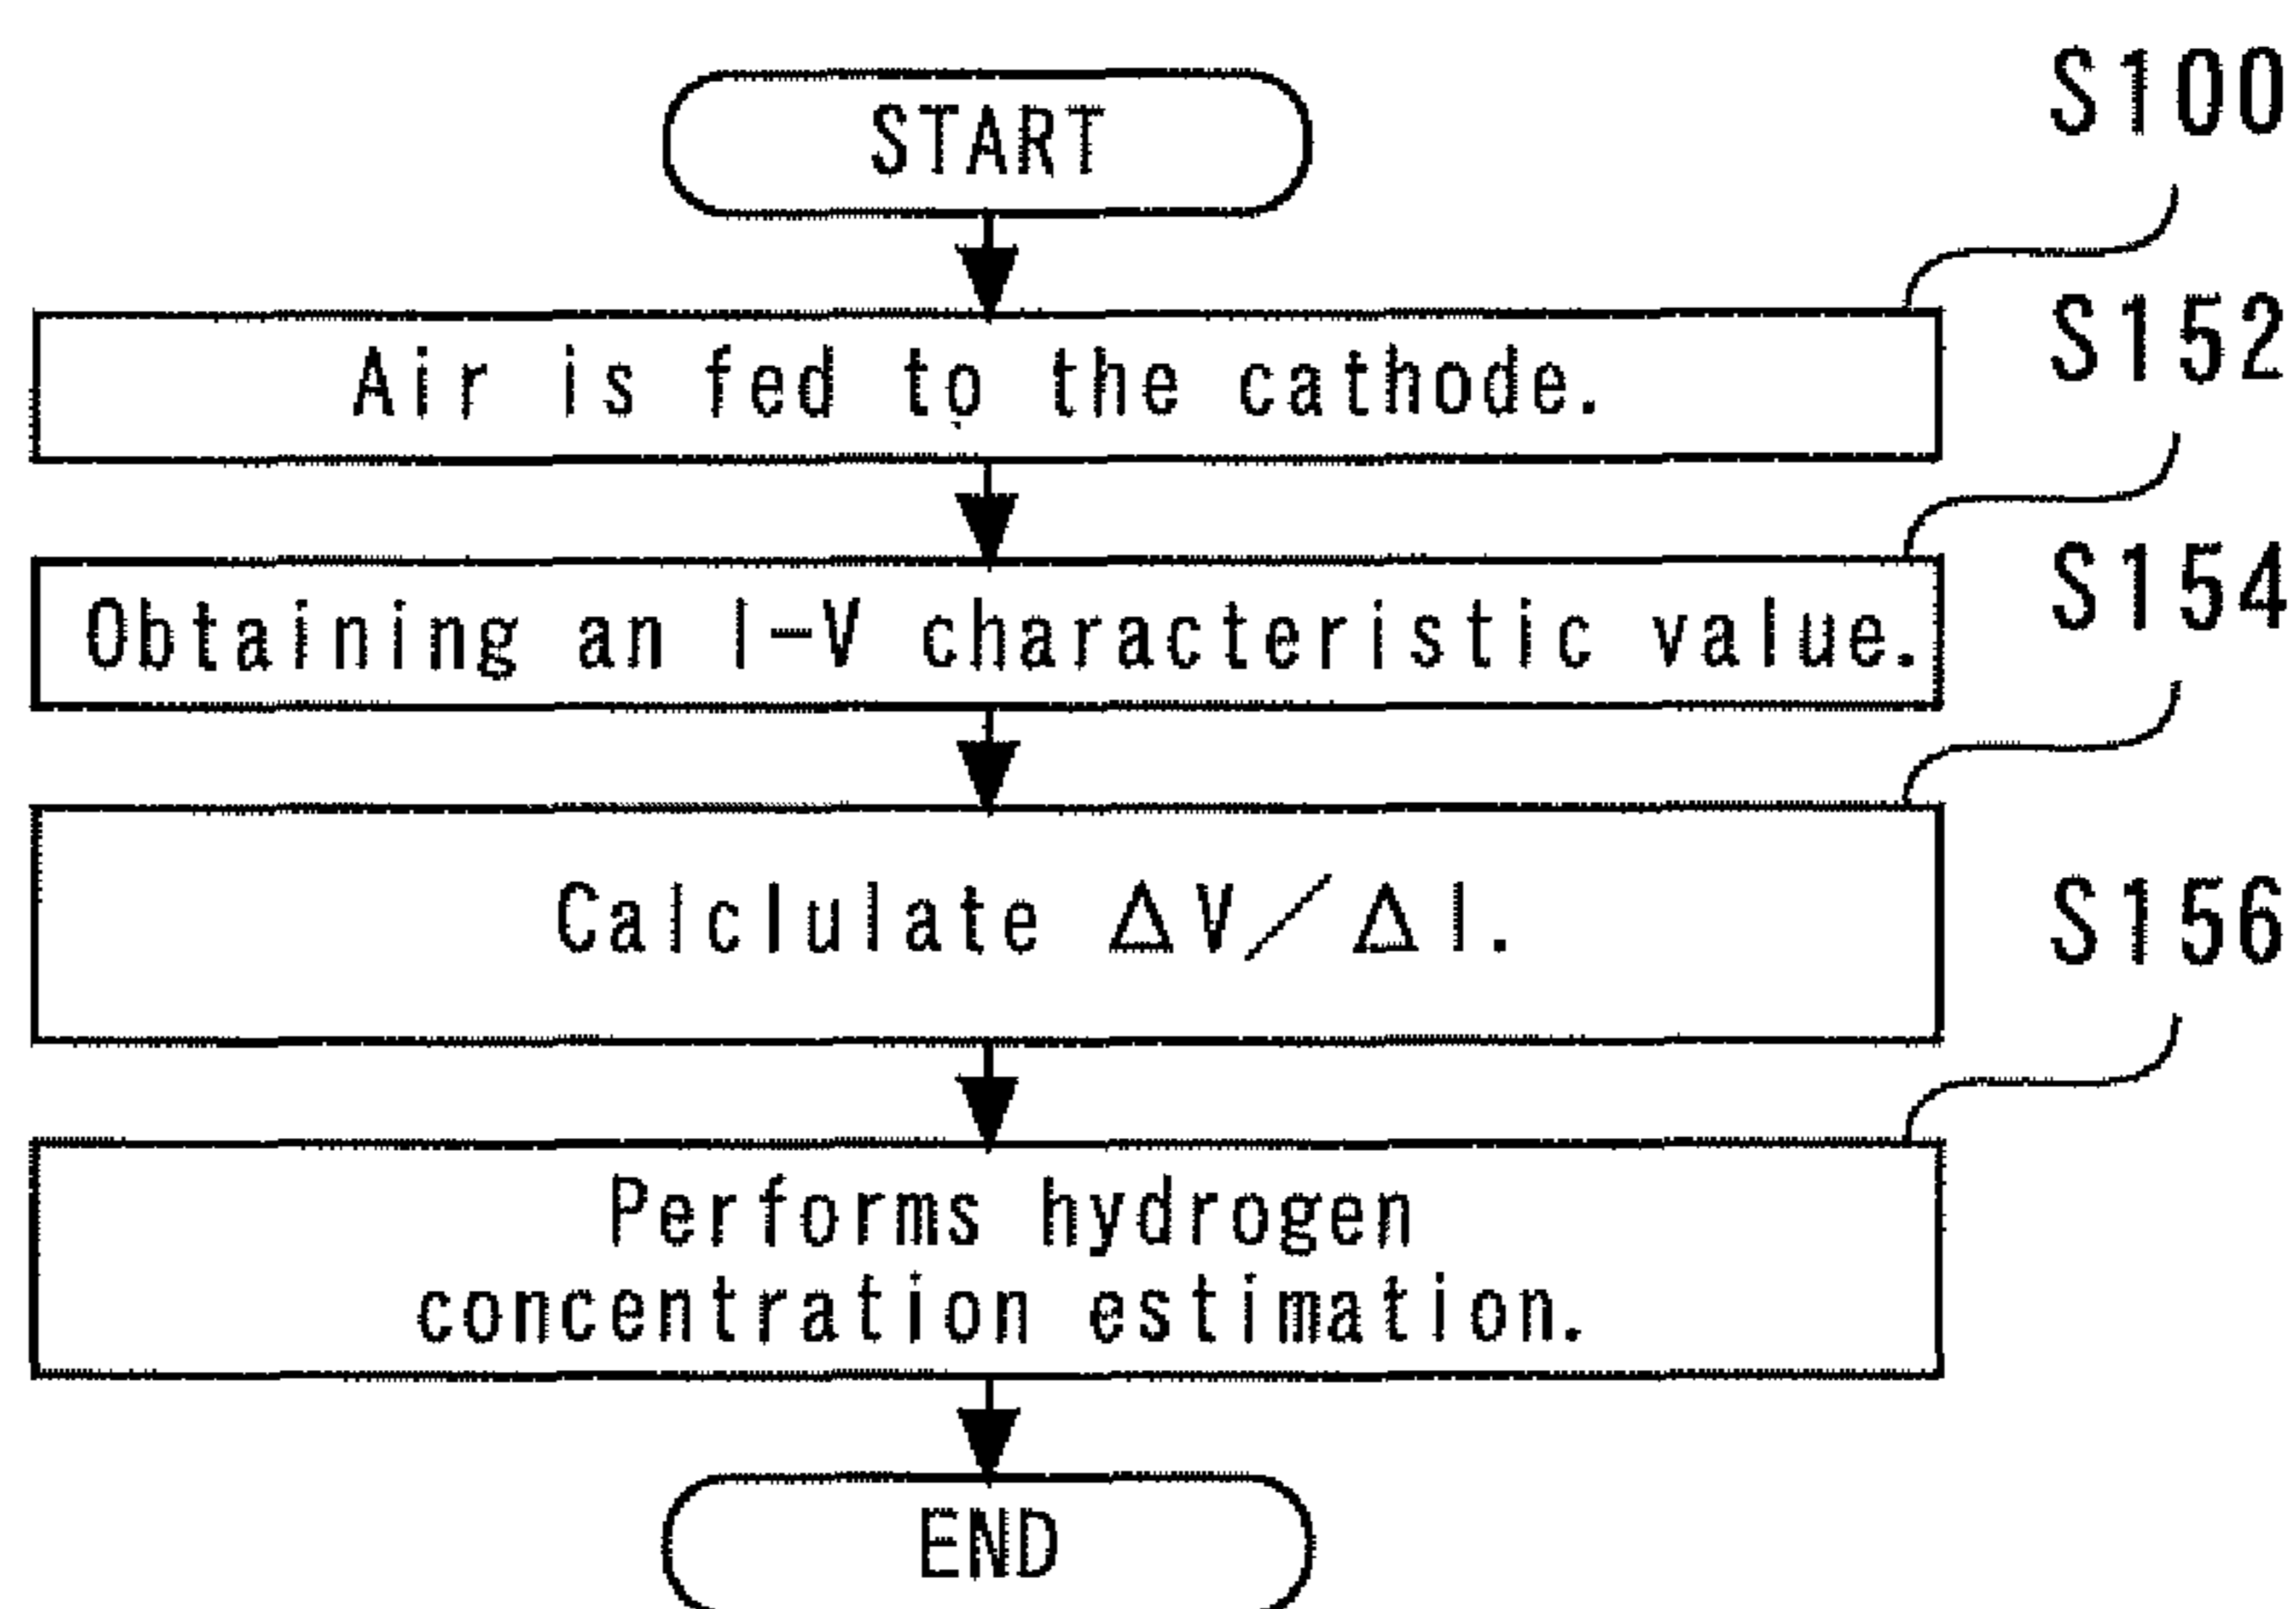 START
S100
Air is fed to the cathode.
S152
Obtaining an I-V characteristic value.
S154
Calclulate ΔV/ΔI.
S156
Performs hydrogen
concentration estimation.
END